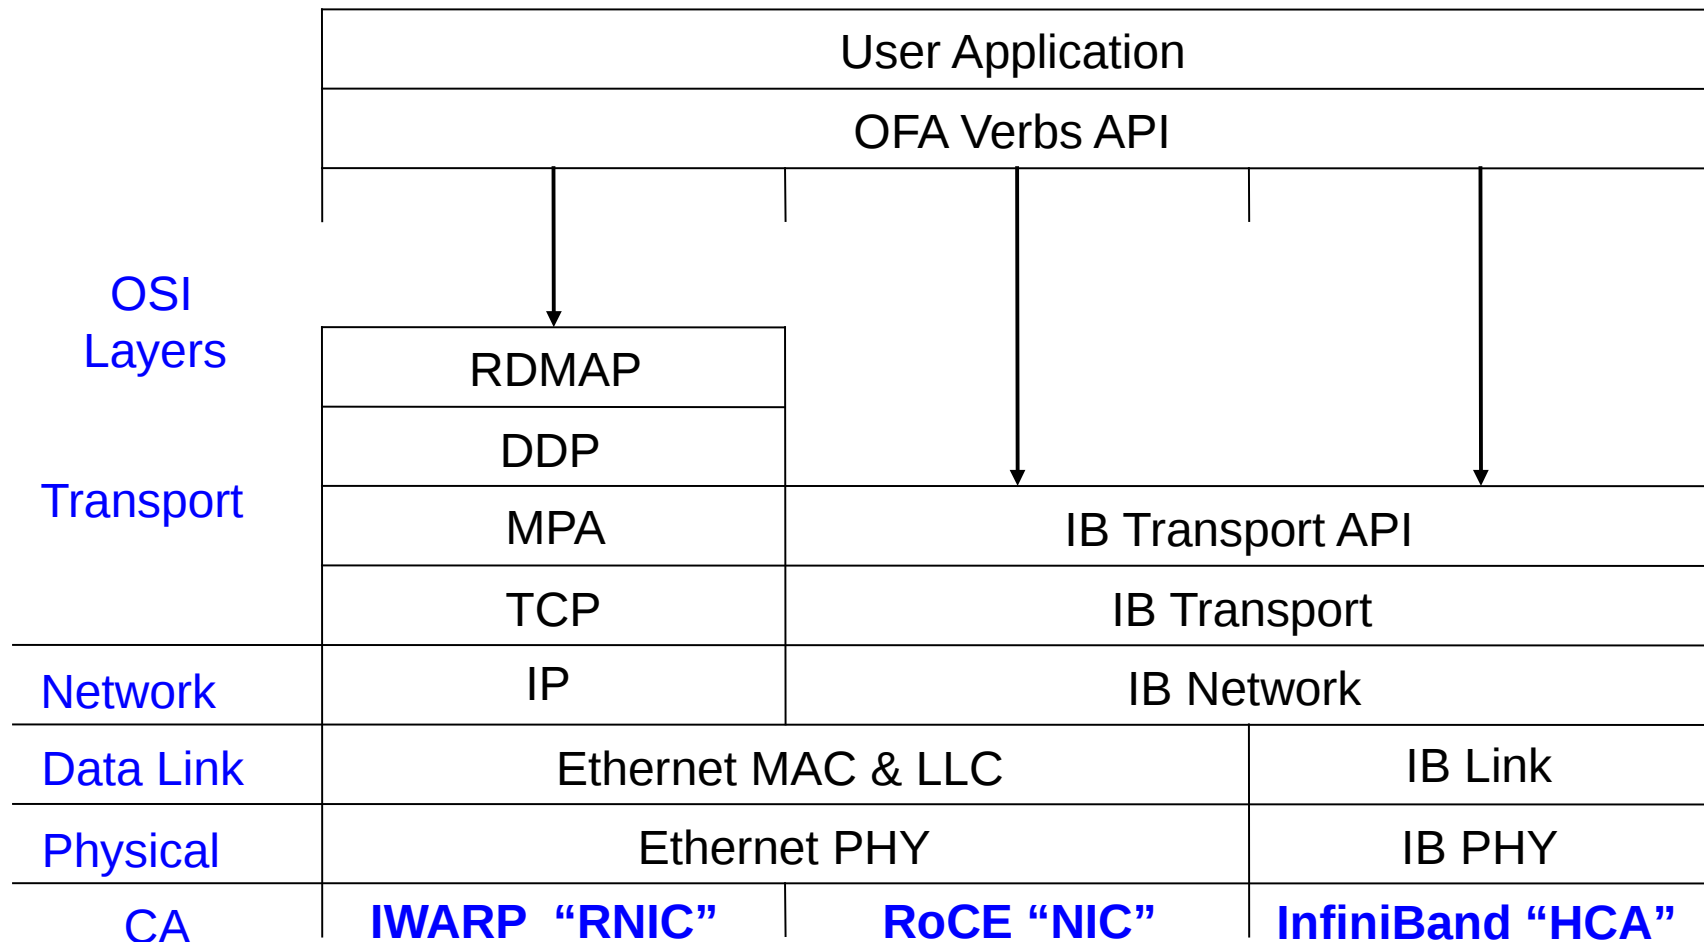 User Application
OFA Verbs API
OSI
Layers
RDMAP
DDP
Transport
MPA
IB Transport API
TCP
IB Transport
Network
IP
IB Network
Data Link
Ethernet MAC & LLC
IB Link
Physical
Ethernet PHY
IB PHY
CA
IWARP “RNIC”
RoCE “NIC”
InfiniBand “HCA”